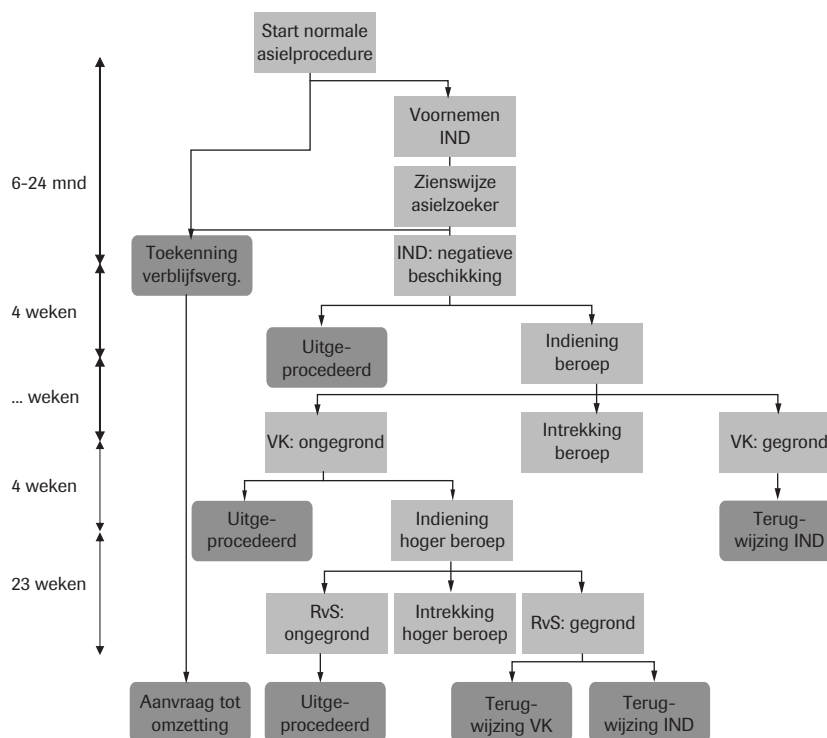 Start normale
asielprocedure
Voornemen
IND
6-24 mnd
Zienswijze
asielzoeker
Toekenning
verblijfsverg.
IND: negatieve
beschikking
4 weken
Uitge-
procedeerd
Indiening
beroep
... weken
VK: ongegrond
Intrekking
beroep
VK: gegrond
4 weken
Uitge-
procedeerd
Indiening
hoger beroep
Terug-
wijzing IND
23 weken
RvS:
ongegrond
Intrekking
hoger beroep
RvS: gegrond
Aanvraag tot
omzetting
Uitge-
procedeerd
Terug-
wijzing VK
Terug-
wijzing IND